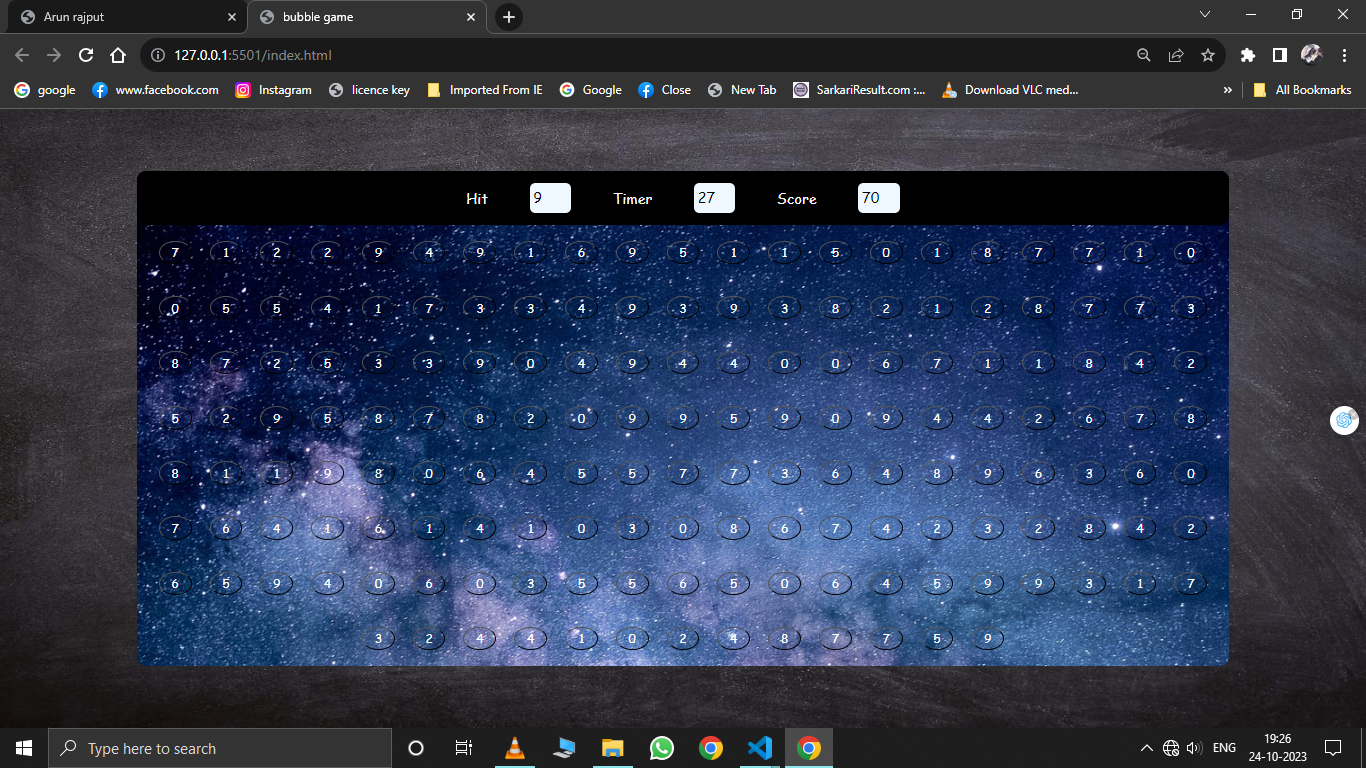 Arun rajput bubble game
127.0.0.1:5501/index.html
google www.facebook.com Instagram licence key Imported From IE Google Close New Tab SarkariResult.com :... Download VLC med... » All Bookmarks
Hit 9 Timer 27 Score 70
7 1 2 2 9 4 9 1 6 9 5 1 1 5 0 1 8 7 7 1 0
0 5 5 4 1 7 3 3 4 9 3 9 3 8 2 1 2 8 7 7 3
8 7 2 5 3 3 9 0 4 9 4 4 0 0 6 7 1 1 8 4 2
5 2 9 5 8 7 8 2 0 9 9 5 9 0 9 4 4 2 6 7 8
8 1 1 9 8 0 6 4 5 5 7 7 3 6 4 8 9 6 3 6 0
7 6 4 1 6 1 4 1 0 3 0 8 6 7 4 2 3 2 8 4 2
6 5 9 4 0 6 0 3 5 5 6 5 0 6 4 5 9 9 3 1 7
3 2 4 4 1 0 2 4 8 7 7 5 9
Type here to search ENG 19:26
24-10-2023